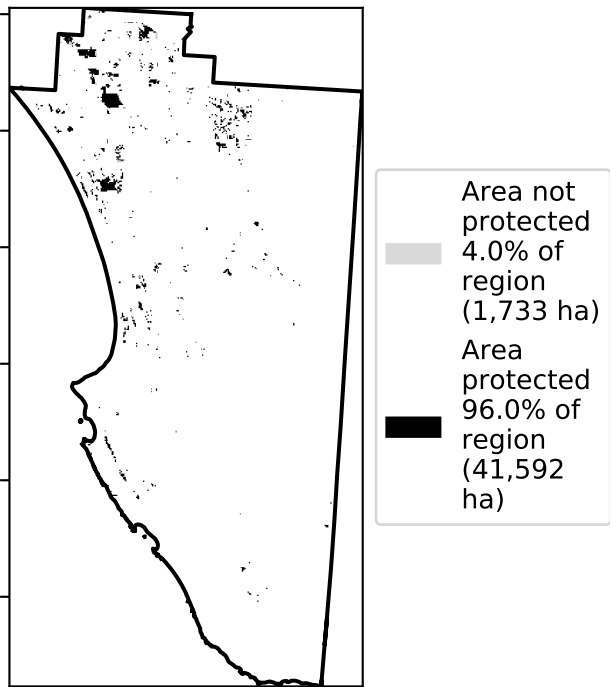 Area not
protected
4.0% of
region
(1,733 ha)
Area
protected
96.0% of
region
(41,592
ha)